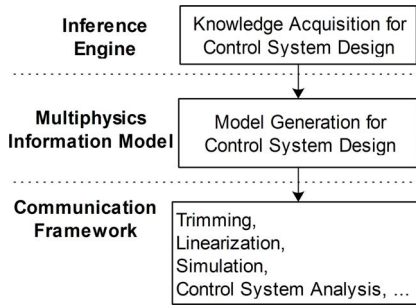 Inference
Engine
Knowledge Acquisition for
Control System Design
Multiphysics
Information Model
Model Generation for
Control System Design
Communication
Framework
Trimming,
Linearization,
Simulation,
Control System Analysis, ...